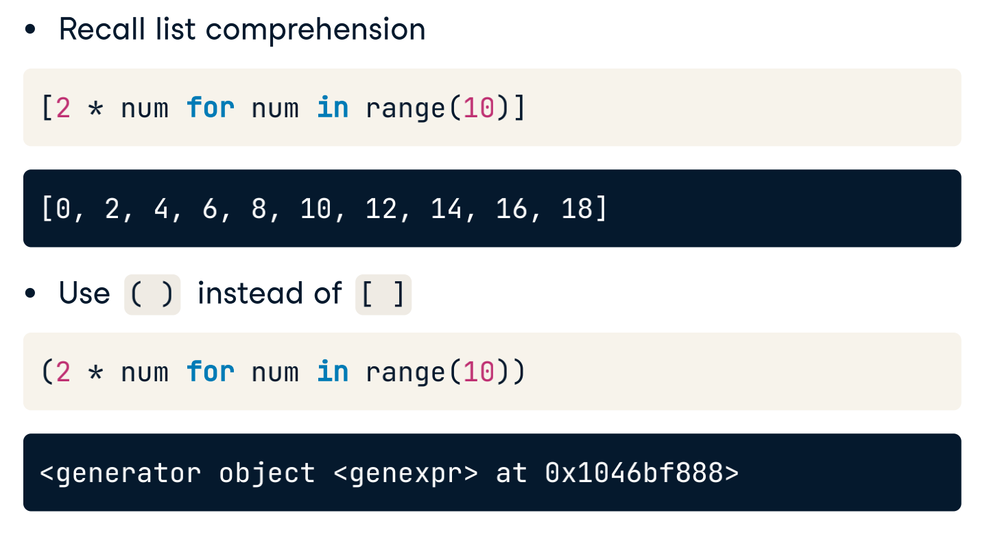 • Recall list comprehension
[2 * num for num in range(10)]
[0, 2, 4, 6, 8, 10, 12, 14, 16, 18]
• Use ( ) instead of [ ]
(2 * num for num in range(10))
<generator object <genexpr> at 0x1046bf888>